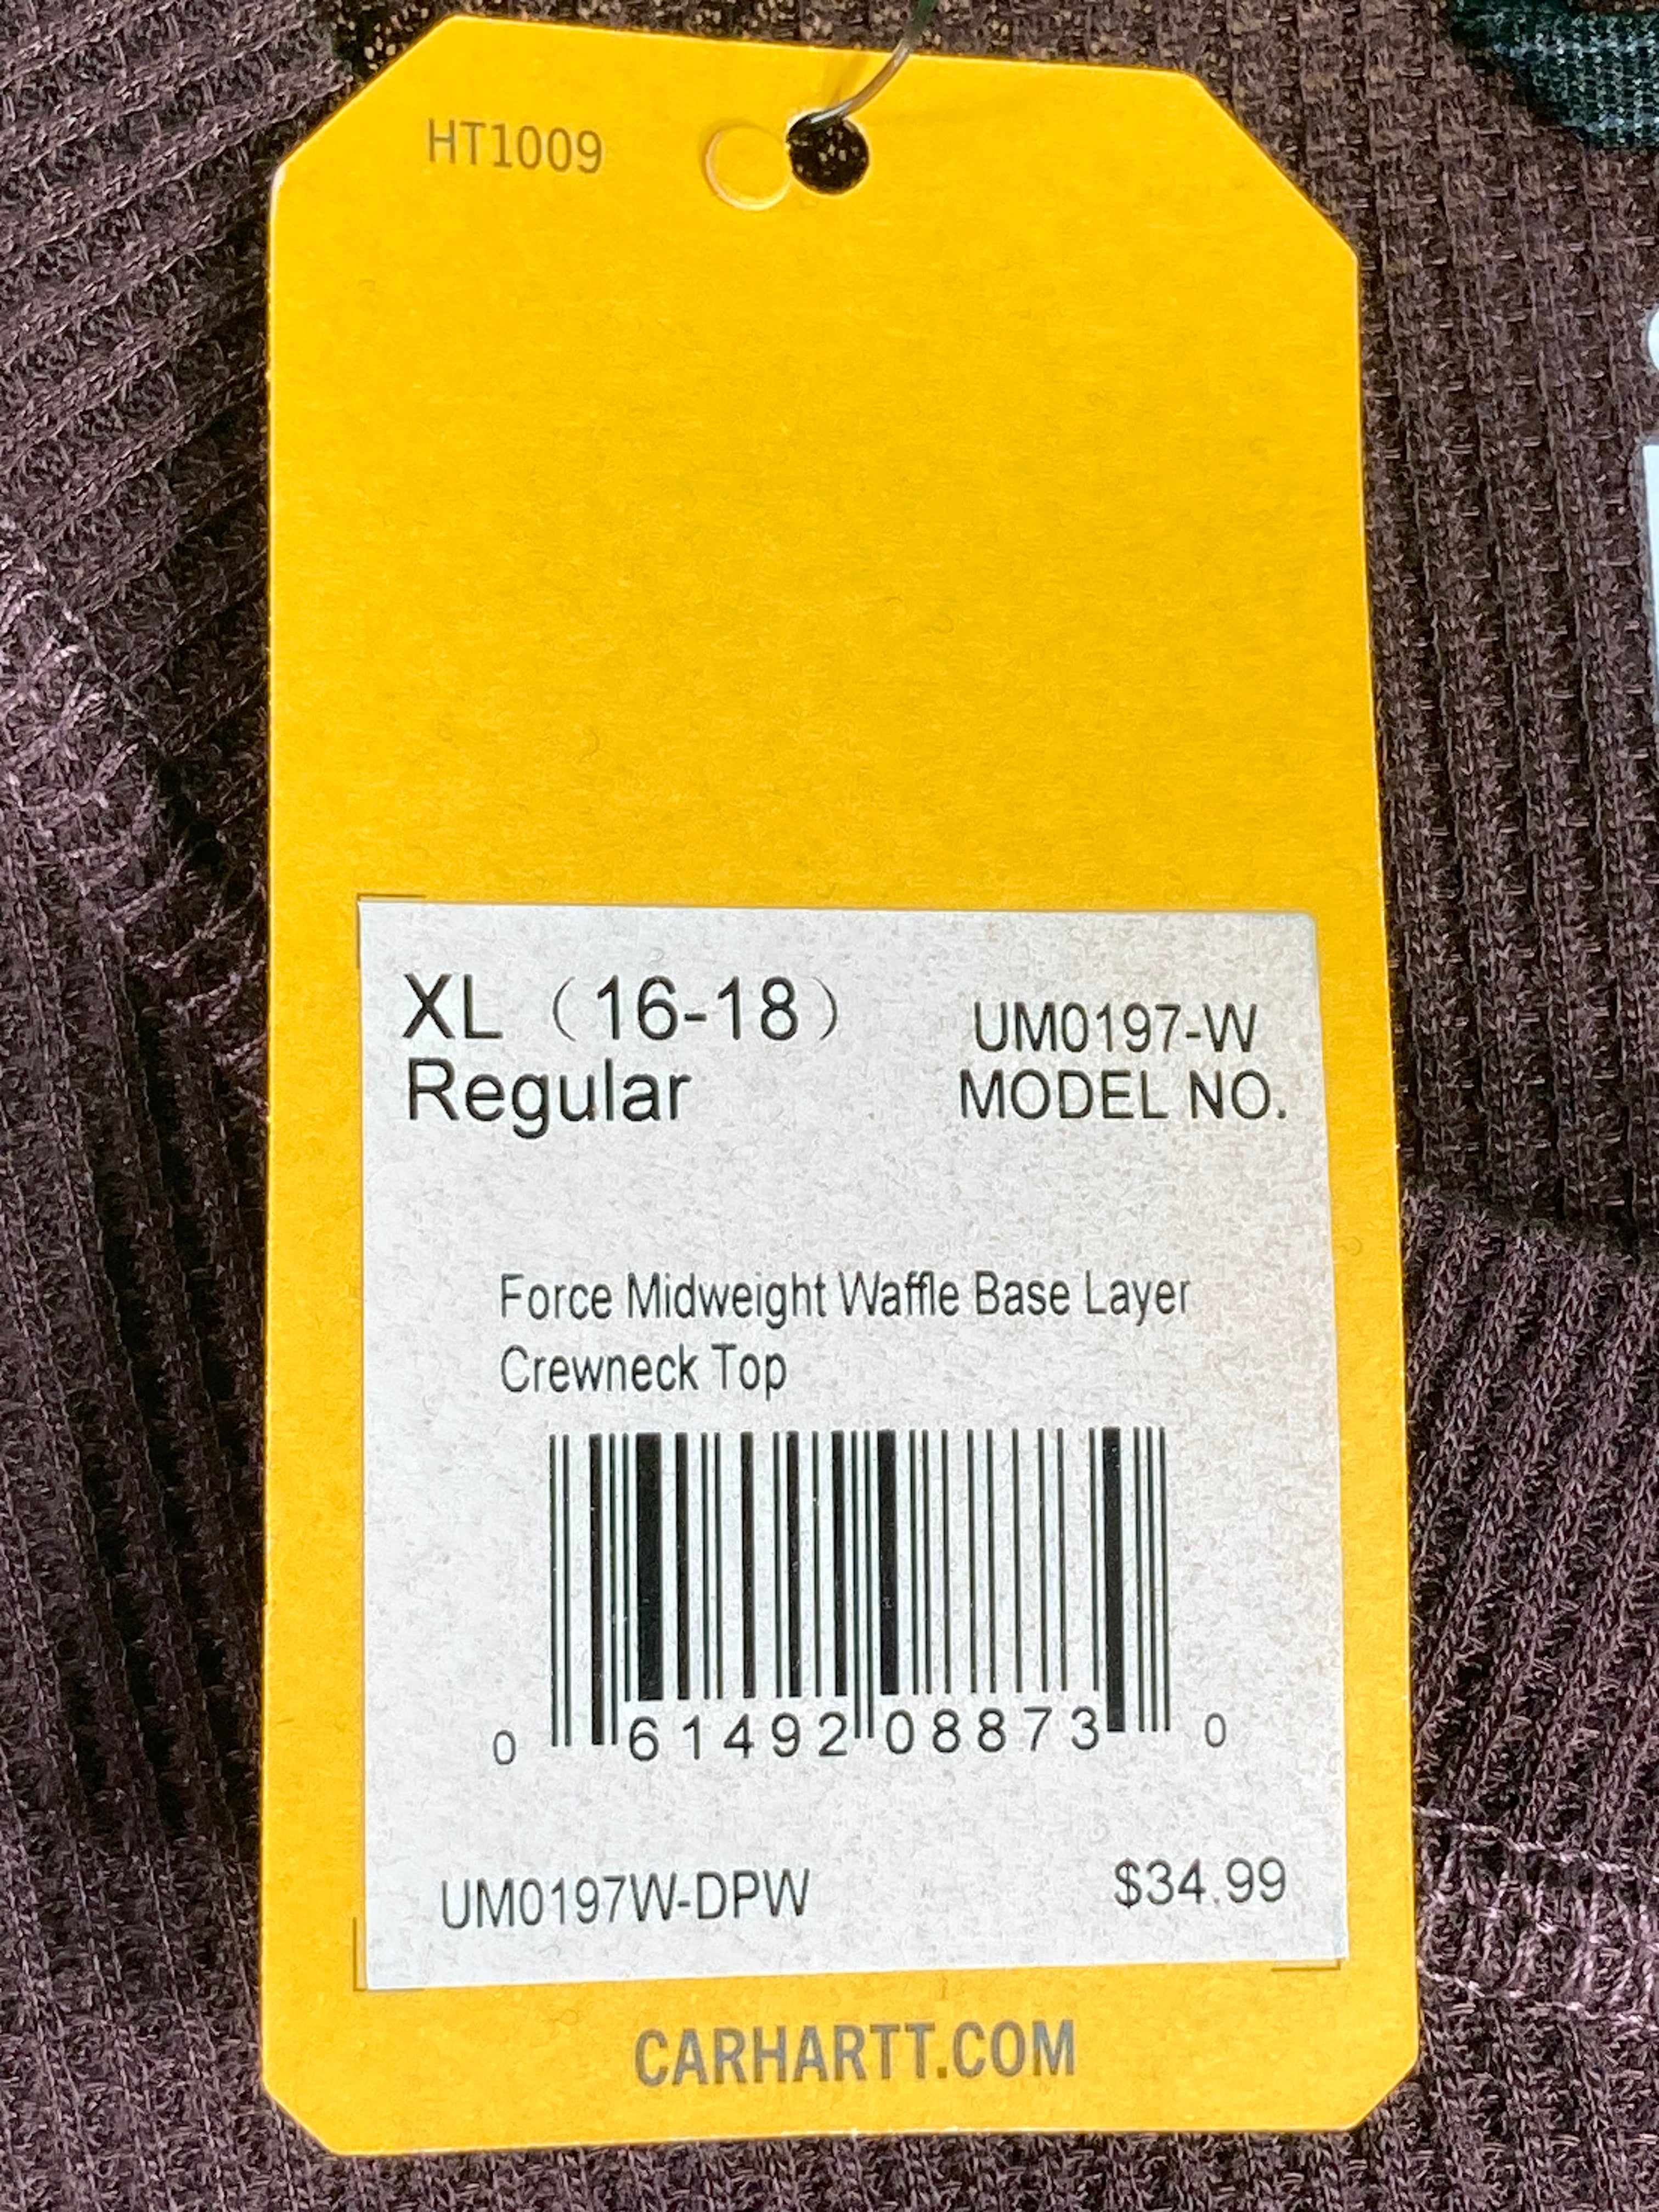 HT1009
XL（16-18）
Regular
UM0197-W
MODEL NO.
Force Midweight Waffle Base Layer
Crewneck Top
0 61492 08873 0
UM0197W-DPW
$34.99
CARHARTT.COM